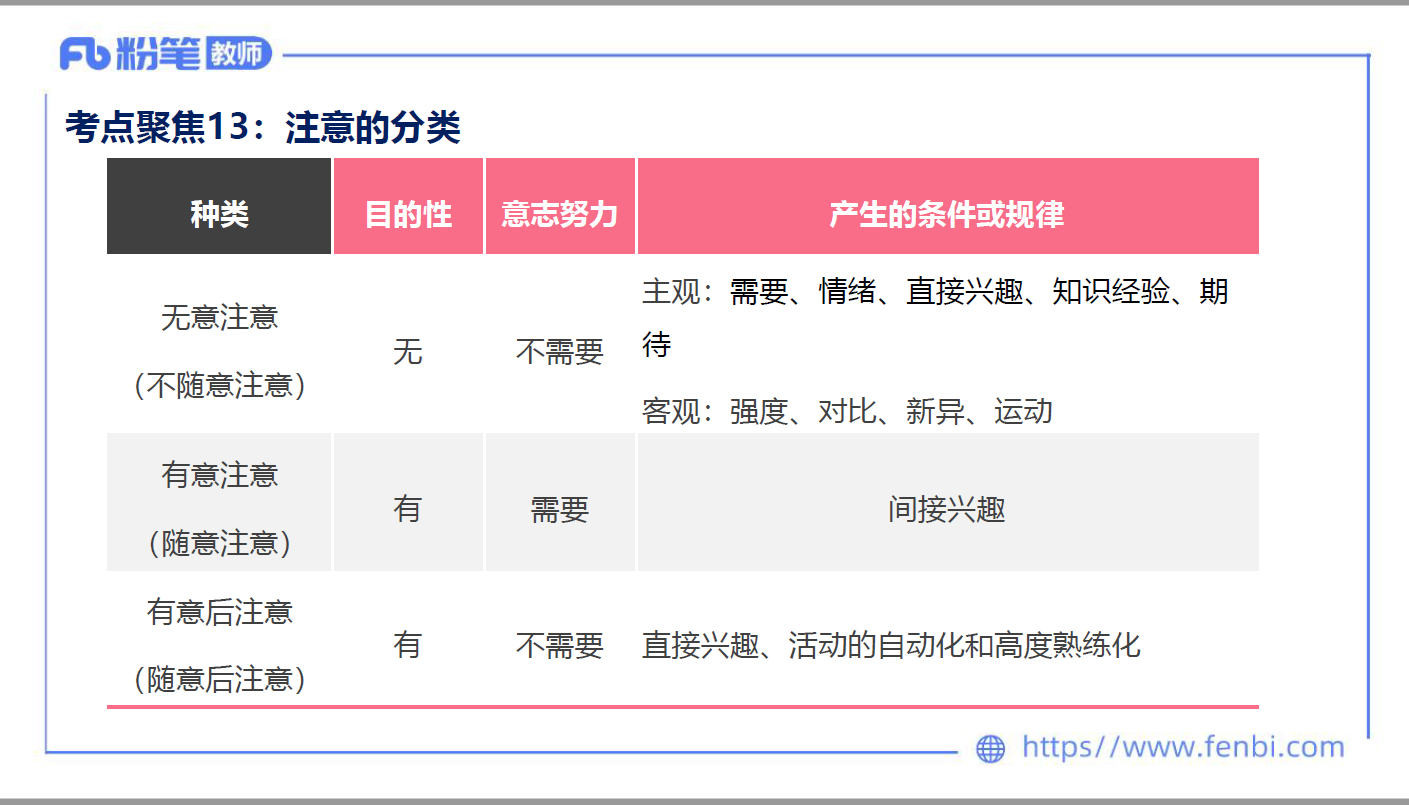 Fb粉笔教师
考点聚焦13：注意的分类
种类 目的性 意志努力 产生的条件或规律
无意注意
（不随意注意）
无
不需要
主观：需要、情绪、直接兴趣、知识经验、期
待
客观：强度、对比、新异、运动
有意注意
（随意注意）
有
需要
间接兴趣
有意后注意
（随意后注意）
有
不需要
直接兴趣、活动的自动化和高度熟练化
https//www.fenbi.com